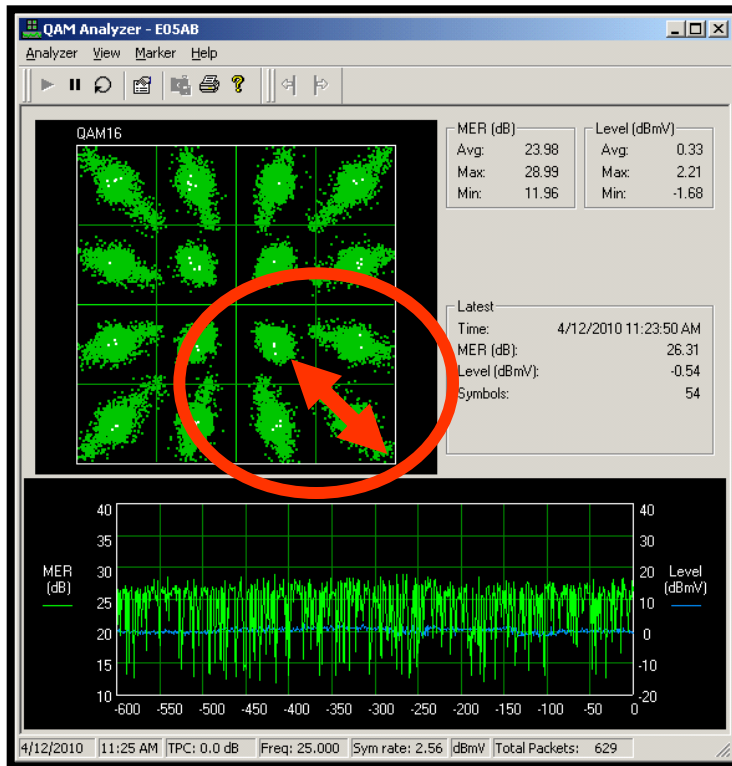 QAM Analyzer - E05AB
Analyzer View Marker Help
QAM16
MER (dB)
Avg: 23.98
Max: 28.99
Min: 11.96
Level (dBmV)
Avg: 0.33
Max: 2.21
Min: -1.68
Latest
Time: 4/12/2010 11:23:50 AM
MER (dB): 26.31
Level (dBmV): -0.54
Symbols: 54
40 40
35 30
MER (dB) 30 20 Level (dBmV)
25 10
20 0
15 -10
10 -20
-600 -550 -500 -450 -400 -350 -300 -250 -200 -150 -100 -50 0
4/12/2010 11:25 AM TPC: 0.0 dB Freq: 25.000 Sym rate: 2.56 dBmV Total Packets: 629